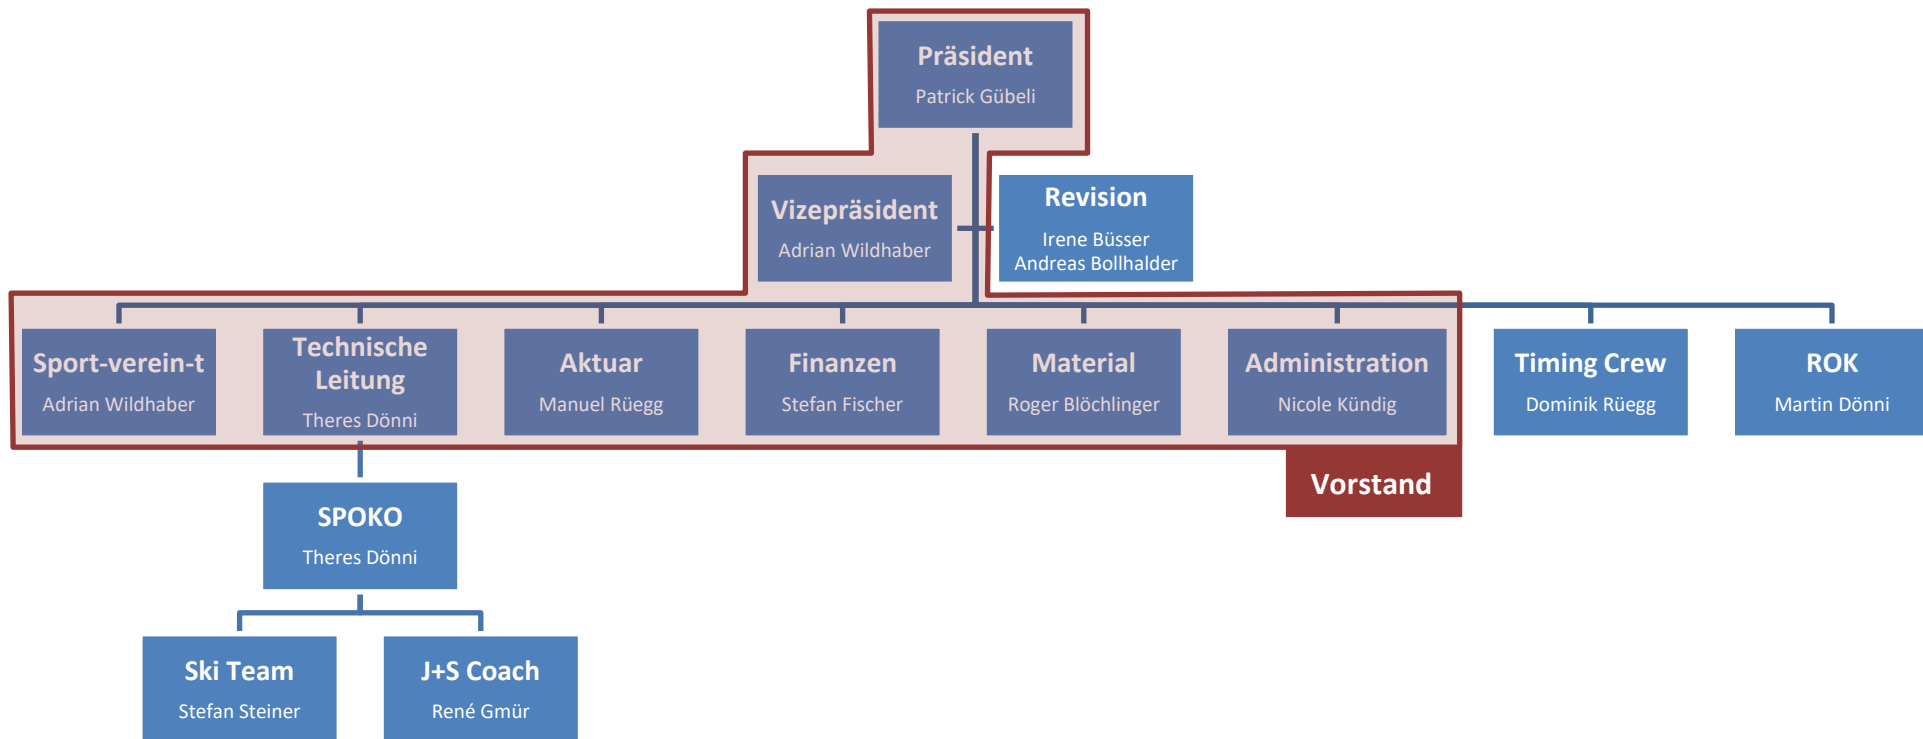 Präsident
Patrick Gübeli
Vizepräsident
Adrian Wildhaber
Revision
Irene Büsser
Andreas Bollhalder
Sport-verein-t
Adrian Wildhaber
Technische
Leitung
Theres Dönni
Aktuar
Manuel Rüegg
Finanzen
Stefan Fischer
Material
Roger Blöchlinger
Administration
Nicole Kündig
Timing Crew
Dominik Rüegg
ROK
Martin Dönni
Vorstand
SPOKO
Theres Dönni
Ski Team
Stefan Steiner
J+S Coach
René Gmür